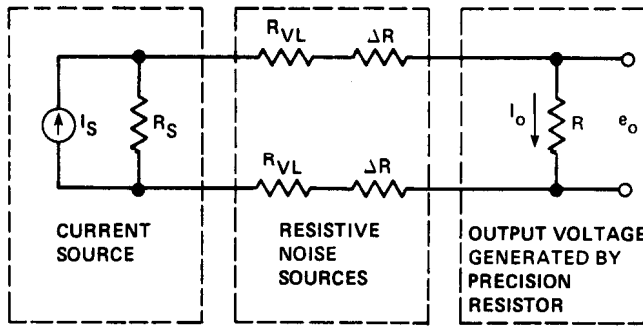 R_VL ΔR
I_S R_S I_o R e_o
R_VL ΔR
CURRENT
SOURCE
RESISTIVE
NOISE
SOURCES
OUTPUT VOLTAGE
GENERATED BY
PRECISION
RESISTOR